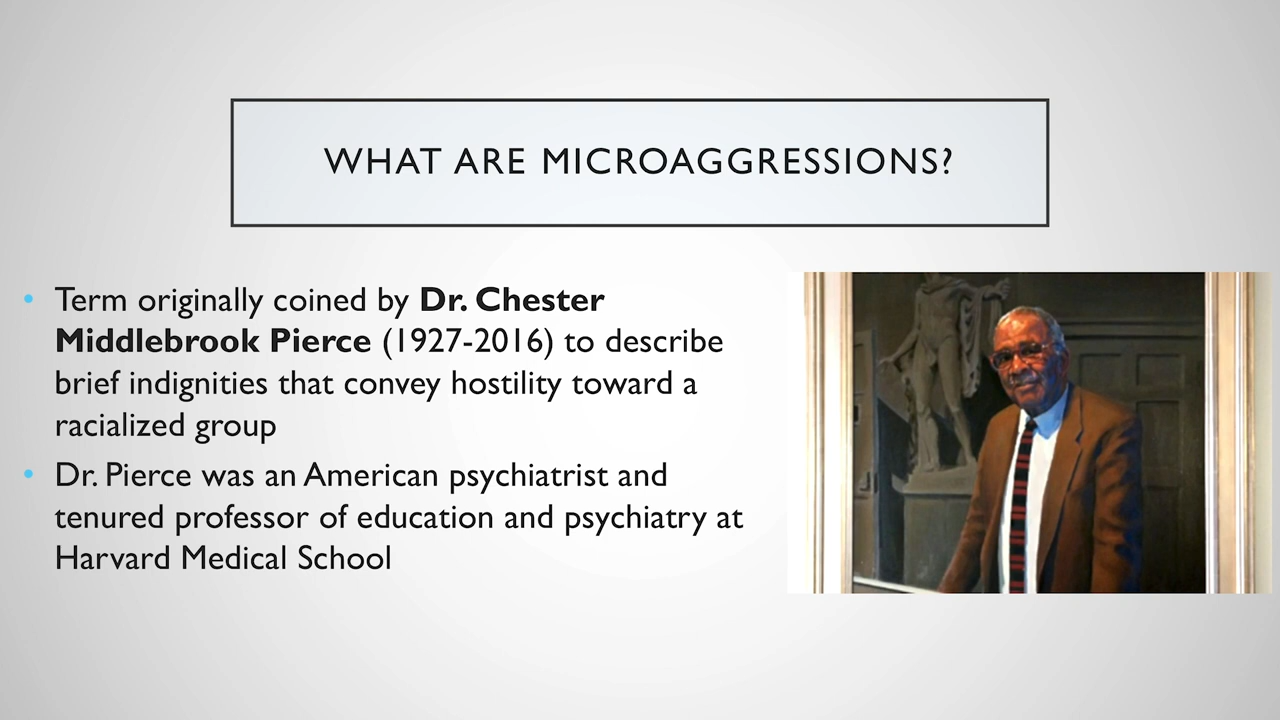 WHAT ARE MICROAGGRESSIONS?
• Term originally coined by Dr. Chester
Middlebrook Pierce (1927-2016) to describe
brief indignities that convey hostility toward a
racialized group
• Dr. Pierce was an American psychiatrist and
tenured professor of education and psychiatry at
Harvard Medical School